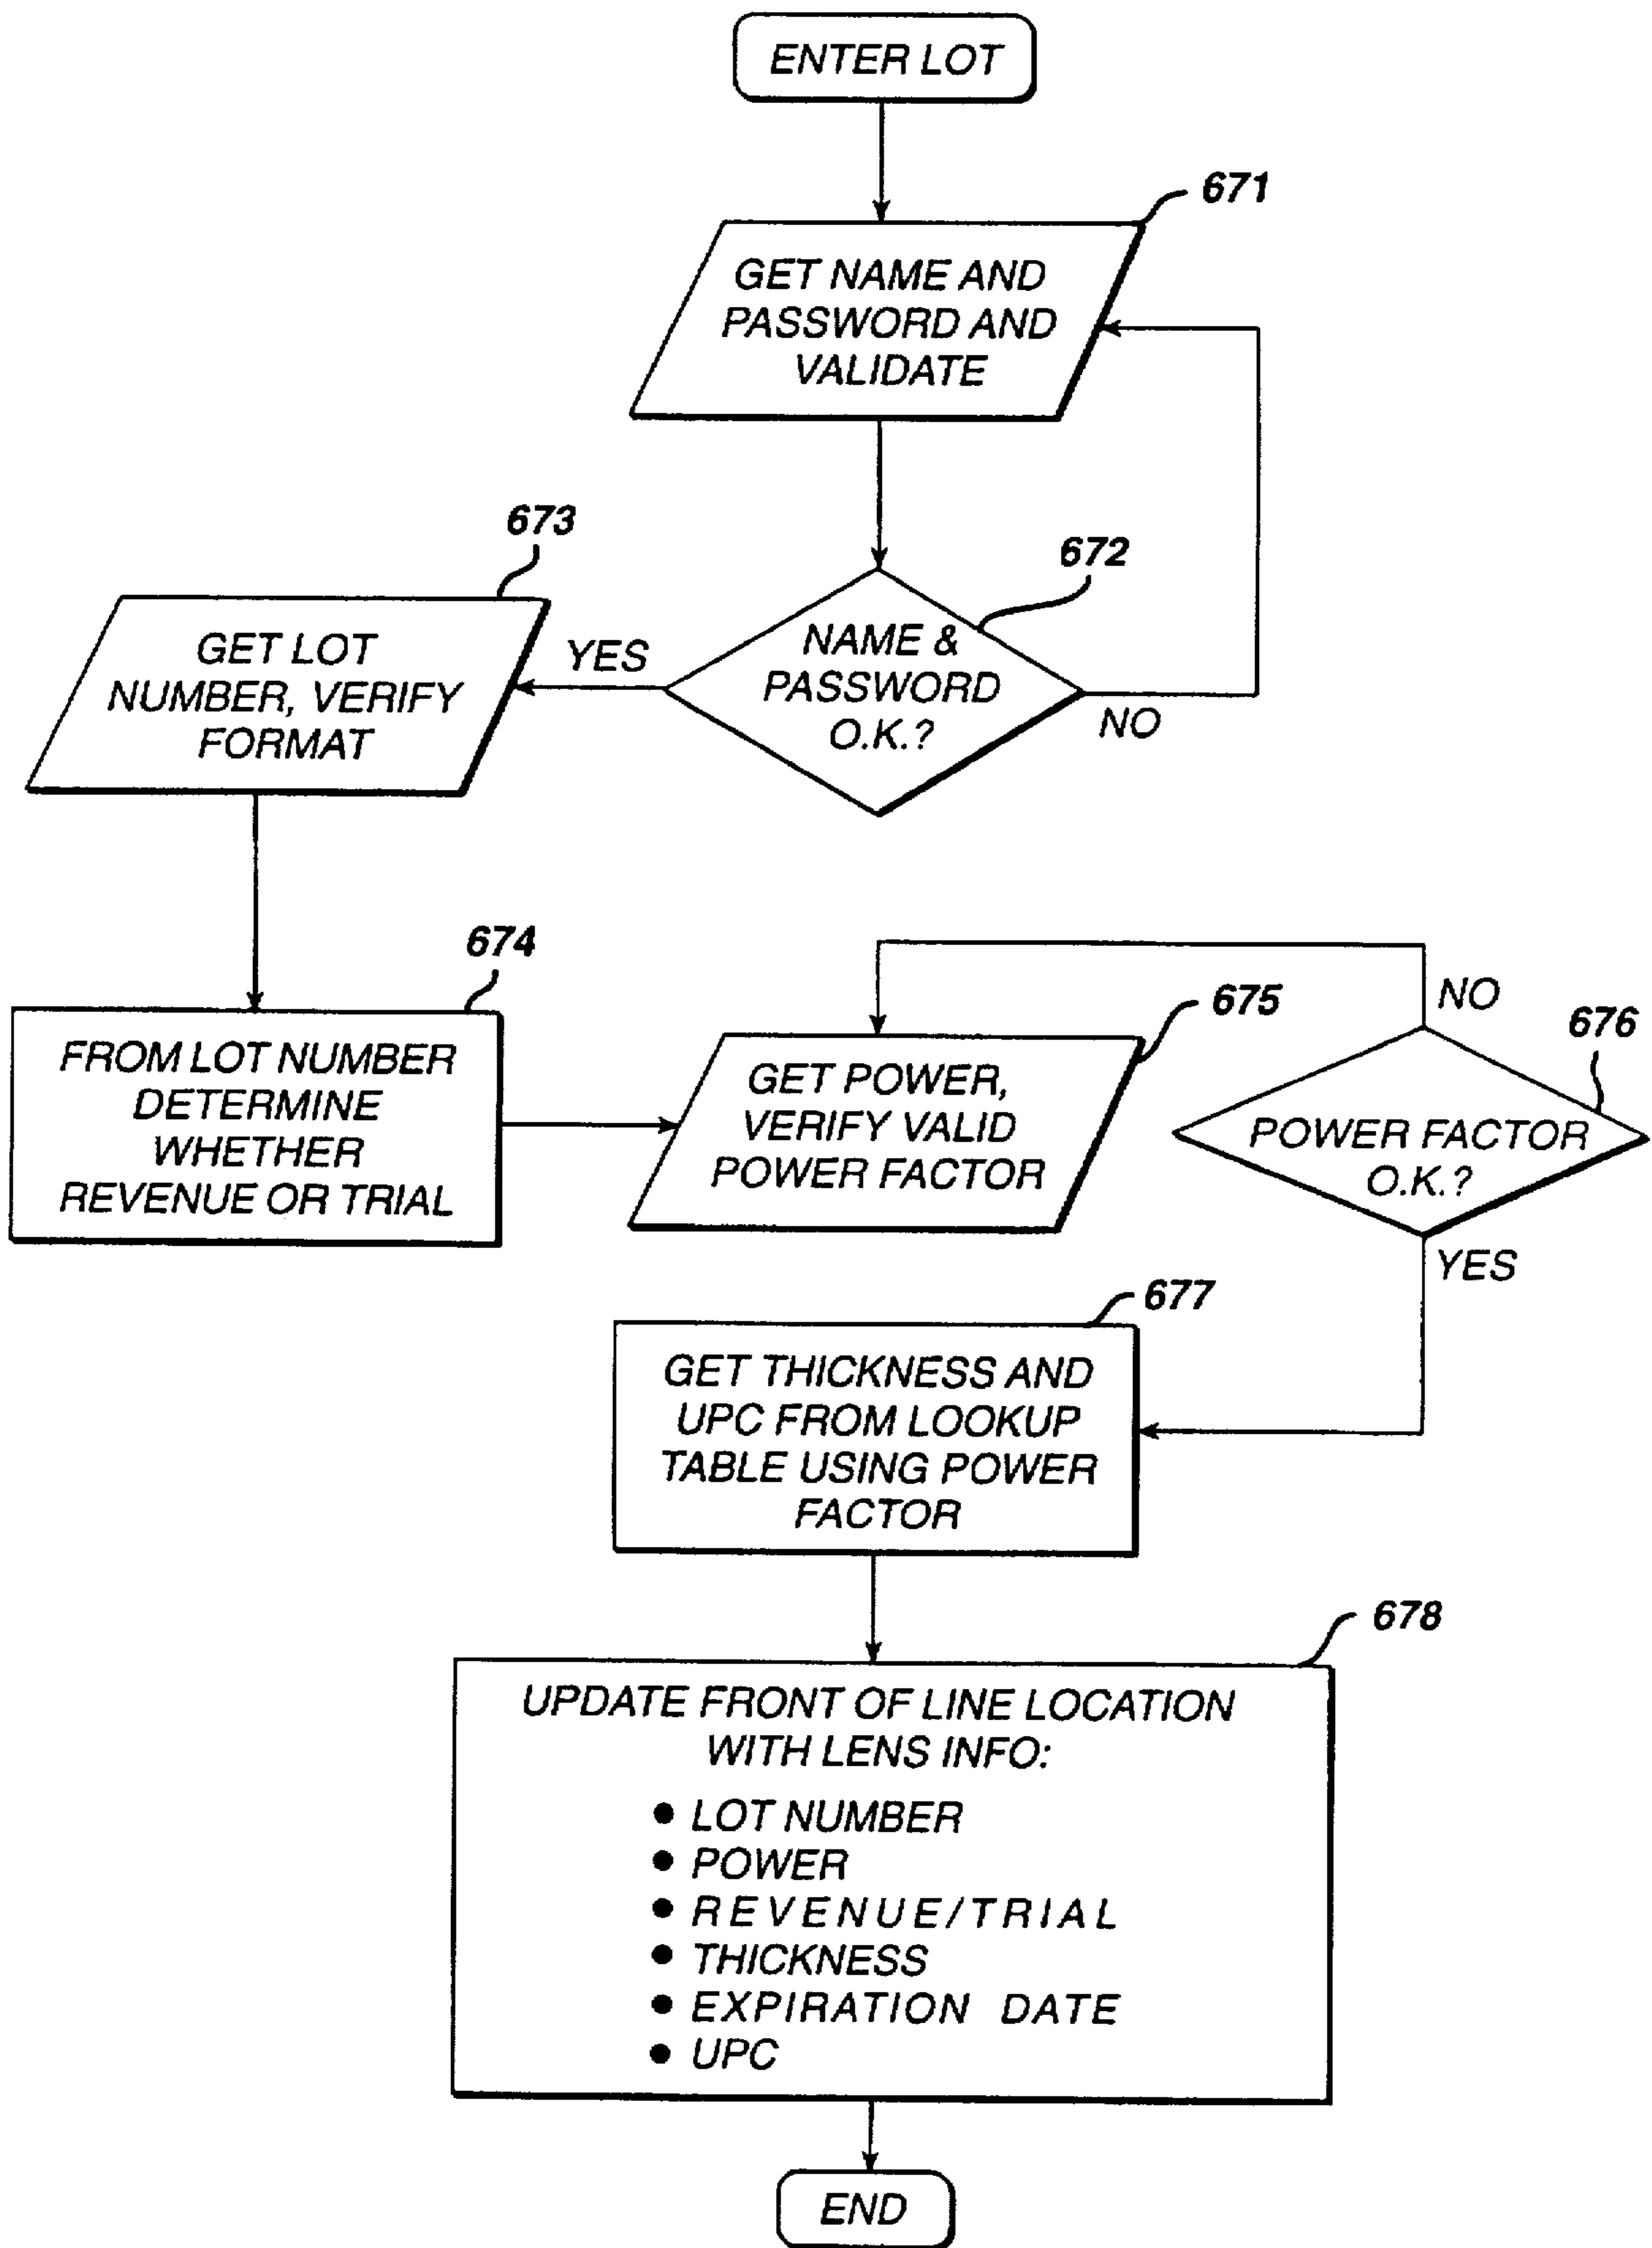 ENTER LOT
671
GET NAME AND
PASSWORD AND
VALIDATE
672
NAME &
PASSWORD
O.K.?
YES
NO
673
GET LOT
NUMBER, VERIFY
FORMAT
674
FROM LOT NUMBER
DETERMINE
WHETHER
REVENUE OR TRIAL
675
GET POWER,
VERIFY VALID
POWER FACTOR
676
POWER FACTOR
O.K.?
NO
YES
677
GET THICKNESS AND
UPC FROM LOOKUP
TABLE USING POWER
FACTOR
678
UPDATE FRONT OF LINE LOCATION
WITH LENS INFO:
● LOT NUMBER
● POWER
● REVENUE/TRIAL
● THICKNESS
● EXPIRATION DATE
● UPC
END